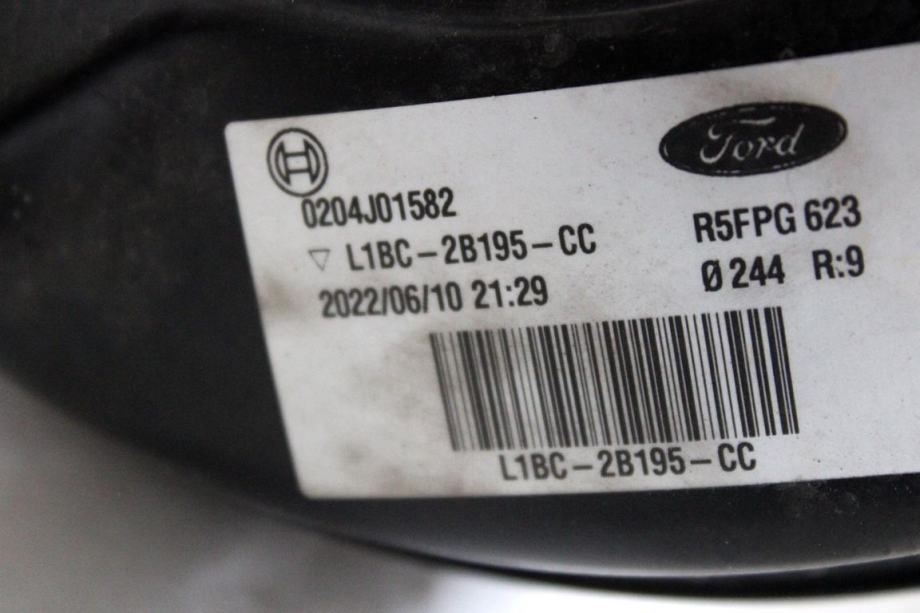 Ford
0204J01582
R5FPG 623
▽ L1BC-2B195-CC
Ø 244 R:9
2022/06/10 21:29
L1BC-2B195-CC